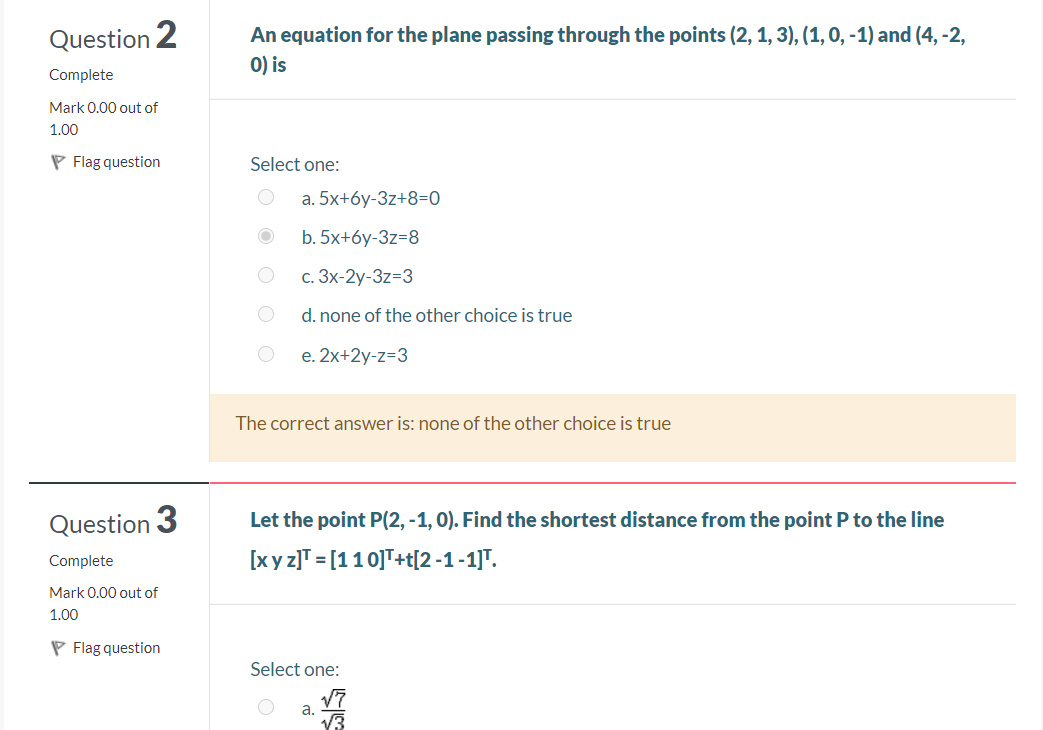 Question 2
Complete
Mark 0.00 out of
1.00
Flag question
An equation for the plane passing through the points (2, 1, 3), (1, 0, -1) and (4, -2,
0) is
Select one:
a. 5x+6y-3z+8=0
b. 5x+6y-3z=8
c. 3x-2y-3z=3
d. none of the other choice is true
e. 2x+2y-z=3
The correct answer is: none of the other choice is true
Question 3
Complete
Mark 0.00 out of
1.00
Flag question
Let the point P(2, -1, 0). Find the shortest distance from the point P to the line
[x y z]ᵀ = [1 1 0]ᵀ+t[2 -1 -1]ᵀ.
Select one:
a. √7/√3